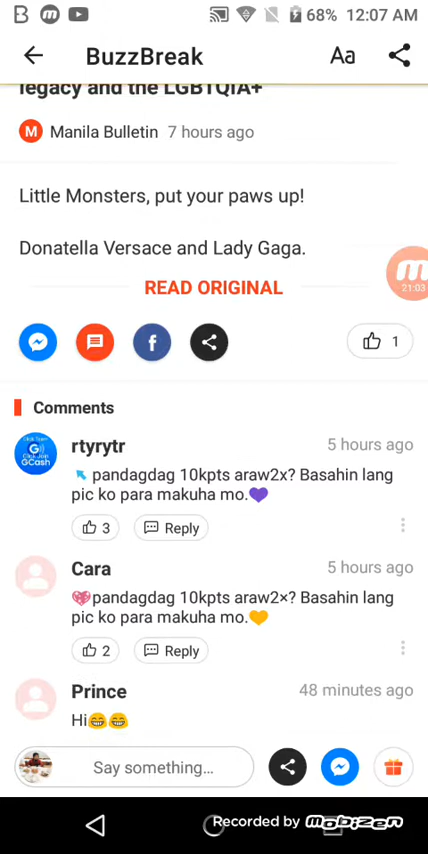 68% 12:07 AM
BuzzBreak Aa
legacy and the LGBTQIA+
M Manila Bulletin 7 hours ago
Little Monsters, put your paws up!
Donatella Versace and Lady Gaga.
READ ORIGINAL
21:03
1
Comments
rtyrytr 5 hours ago
pandagdag 10kpts araw2x? Basahin lang
pic ko para makuha mo.💜
3 Reply
Cara 5 hours ago
💖pandagdag 10kpts araw2×? Basahin lang
pic ko para makuha mo.🧡
2 Reply
Prince 48 minutes ago
Hi😁😁
Say something...
Recorded by mobizen